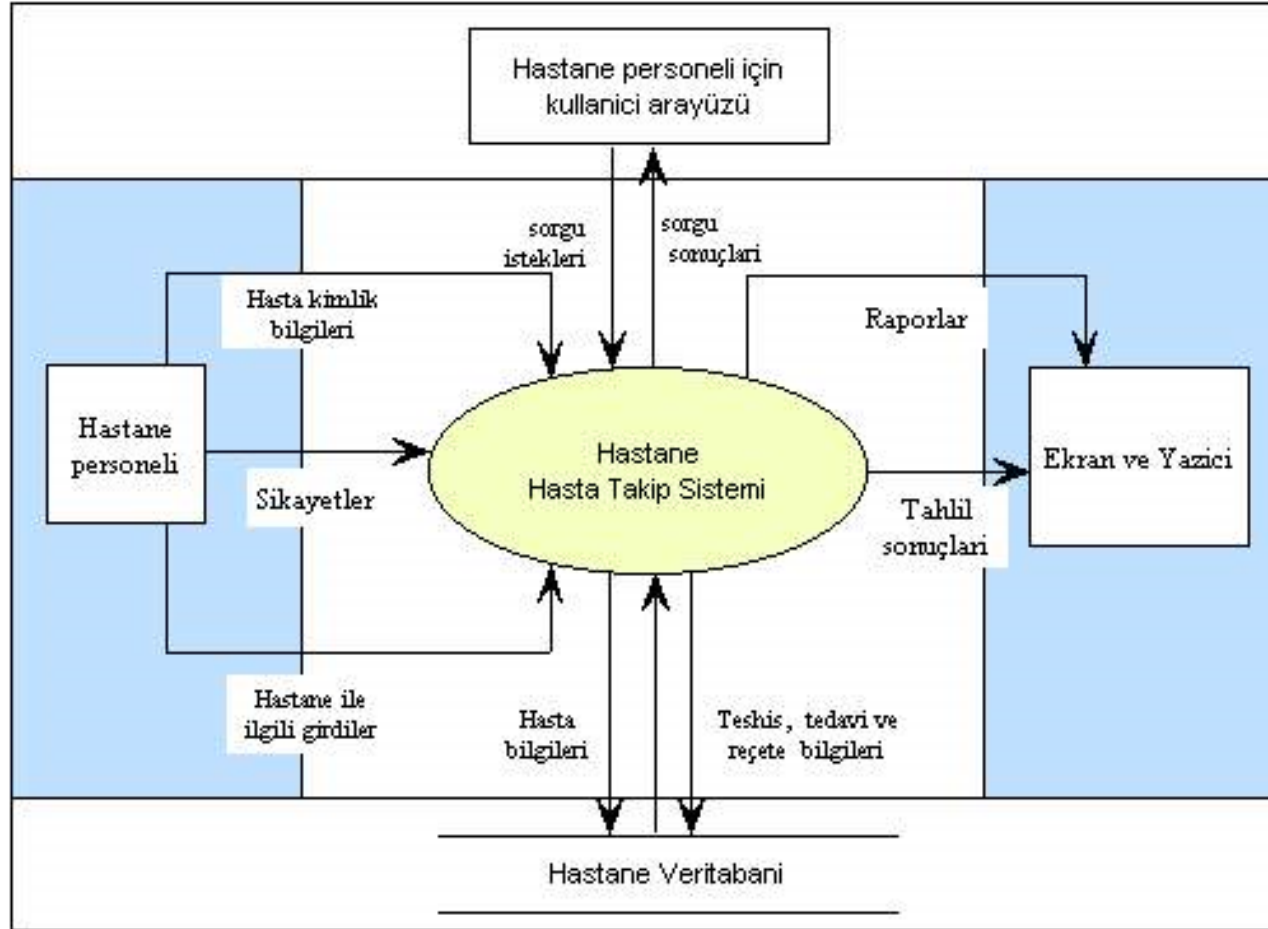 Hastane personeli için
kullanici arayüzü
sorgu
istekleri
sorgu
sonuçlari
Hasta kimlik
bilgileri
Raporlar
Hastane
personeli
Hastane
Hasta Takip Sistemi
Ekran ve Yazici
Sikayetler
Tahlil
sonuçlari
Hastane ile
ilgili girdiler
Hasta
bilgileri
Teshis, tedavi ve
reçete bilgileri
Hastane Veritabani